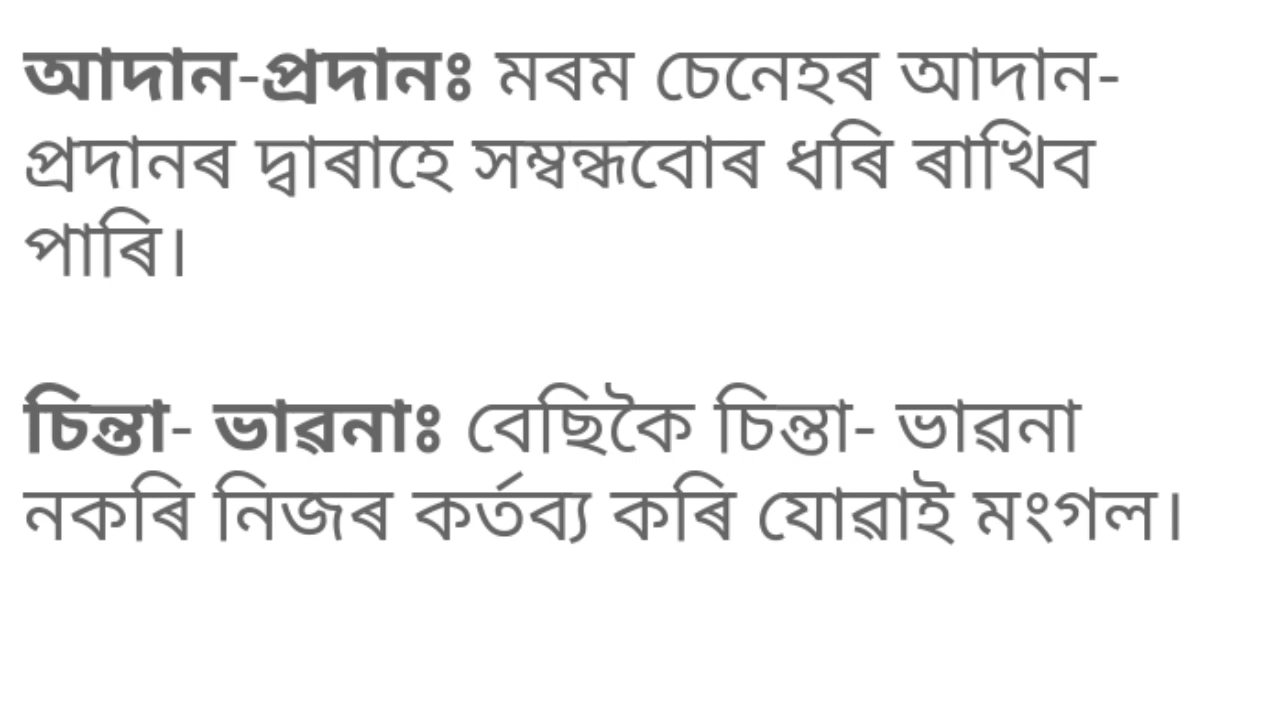 আদান-প্ৰদানঃ মৰম চেনেহৰ আদান-
প্ৰদানৰ দ্বাৰাহে সম্বন্ধবোৰ ধৰি ৰাখিব
পাৰি।
চিন্তা- ভাৱনাঃ বেছিকৈ চিন্তা- ভাৱনা
নকৰি নিজৰ কৰ্তব্য কৰি যোৱাই মংগল।